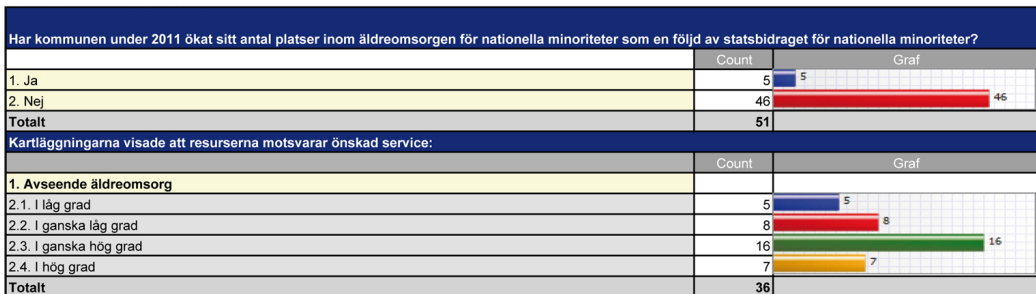 Har kommunen under 2011 ökat sitt antal platser inom äldreomsorgen för nationella minoriteter som en följd av statsbidraget för nationella minoriteter?
Count Graf
1. Ja 5 5
2. Nej 46 46
Totalt 51
Kartläggningarna visade att resurserna motsvarar önskad service:
Count Graf
1. Avseende äldreomsorg
2.1. I låg grad 5 5
2.2. I ganska låg grad 8 8
2.3. I ganska hög grad 16 16
2.4. I hög grad 7 7
Totalt 36